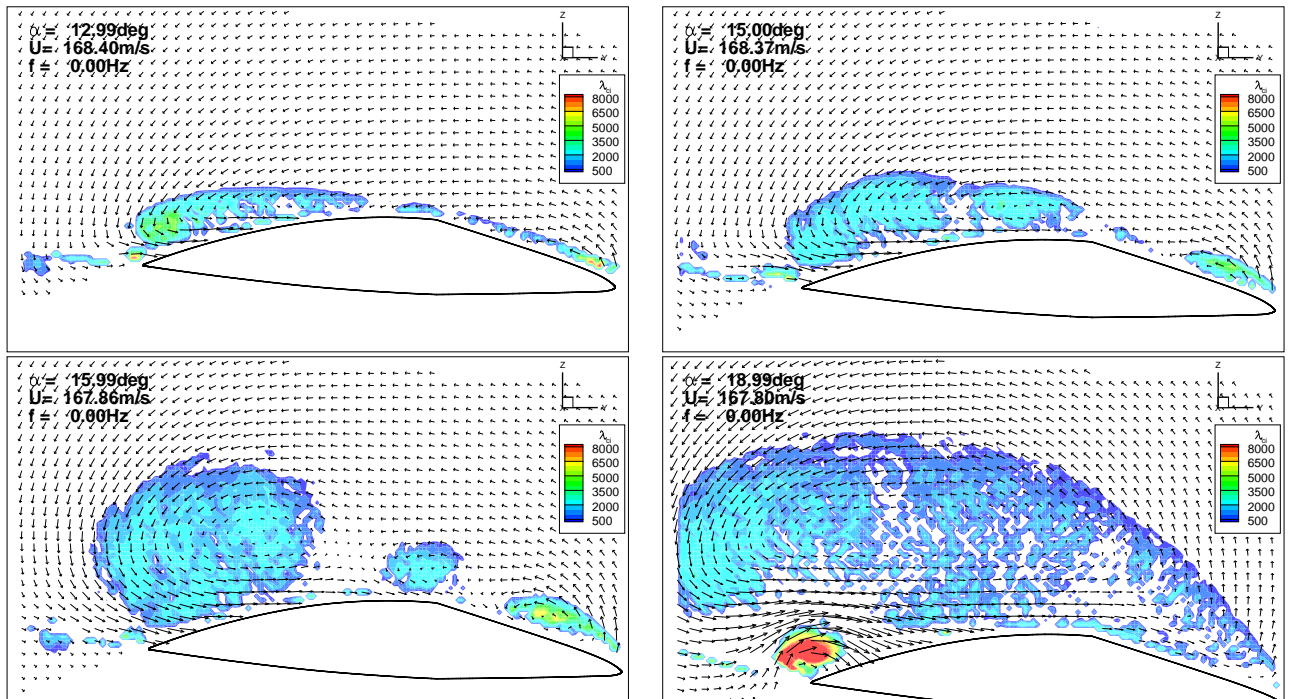 α = 12.99deg
U= 168.40m/s
f = 0.00Hz
Z
Y
λci
8000
6500
5000
3500
2000
500
α = 15.00deg
U= 168.37m/s
f = 0.00Hz
Z
Y
λci
8000
6500
5000
3500
2000
500
α = 15.99deg
U= 167.86m/s
f = 0.00Hz
Z
Y
λci
8000
6500
5000
3500
2000
500
α = 18.99deg
U= 167.80m/s
f = 0.00Hz
Z
Y
λci
8000
6500
5000
3500
2000
500